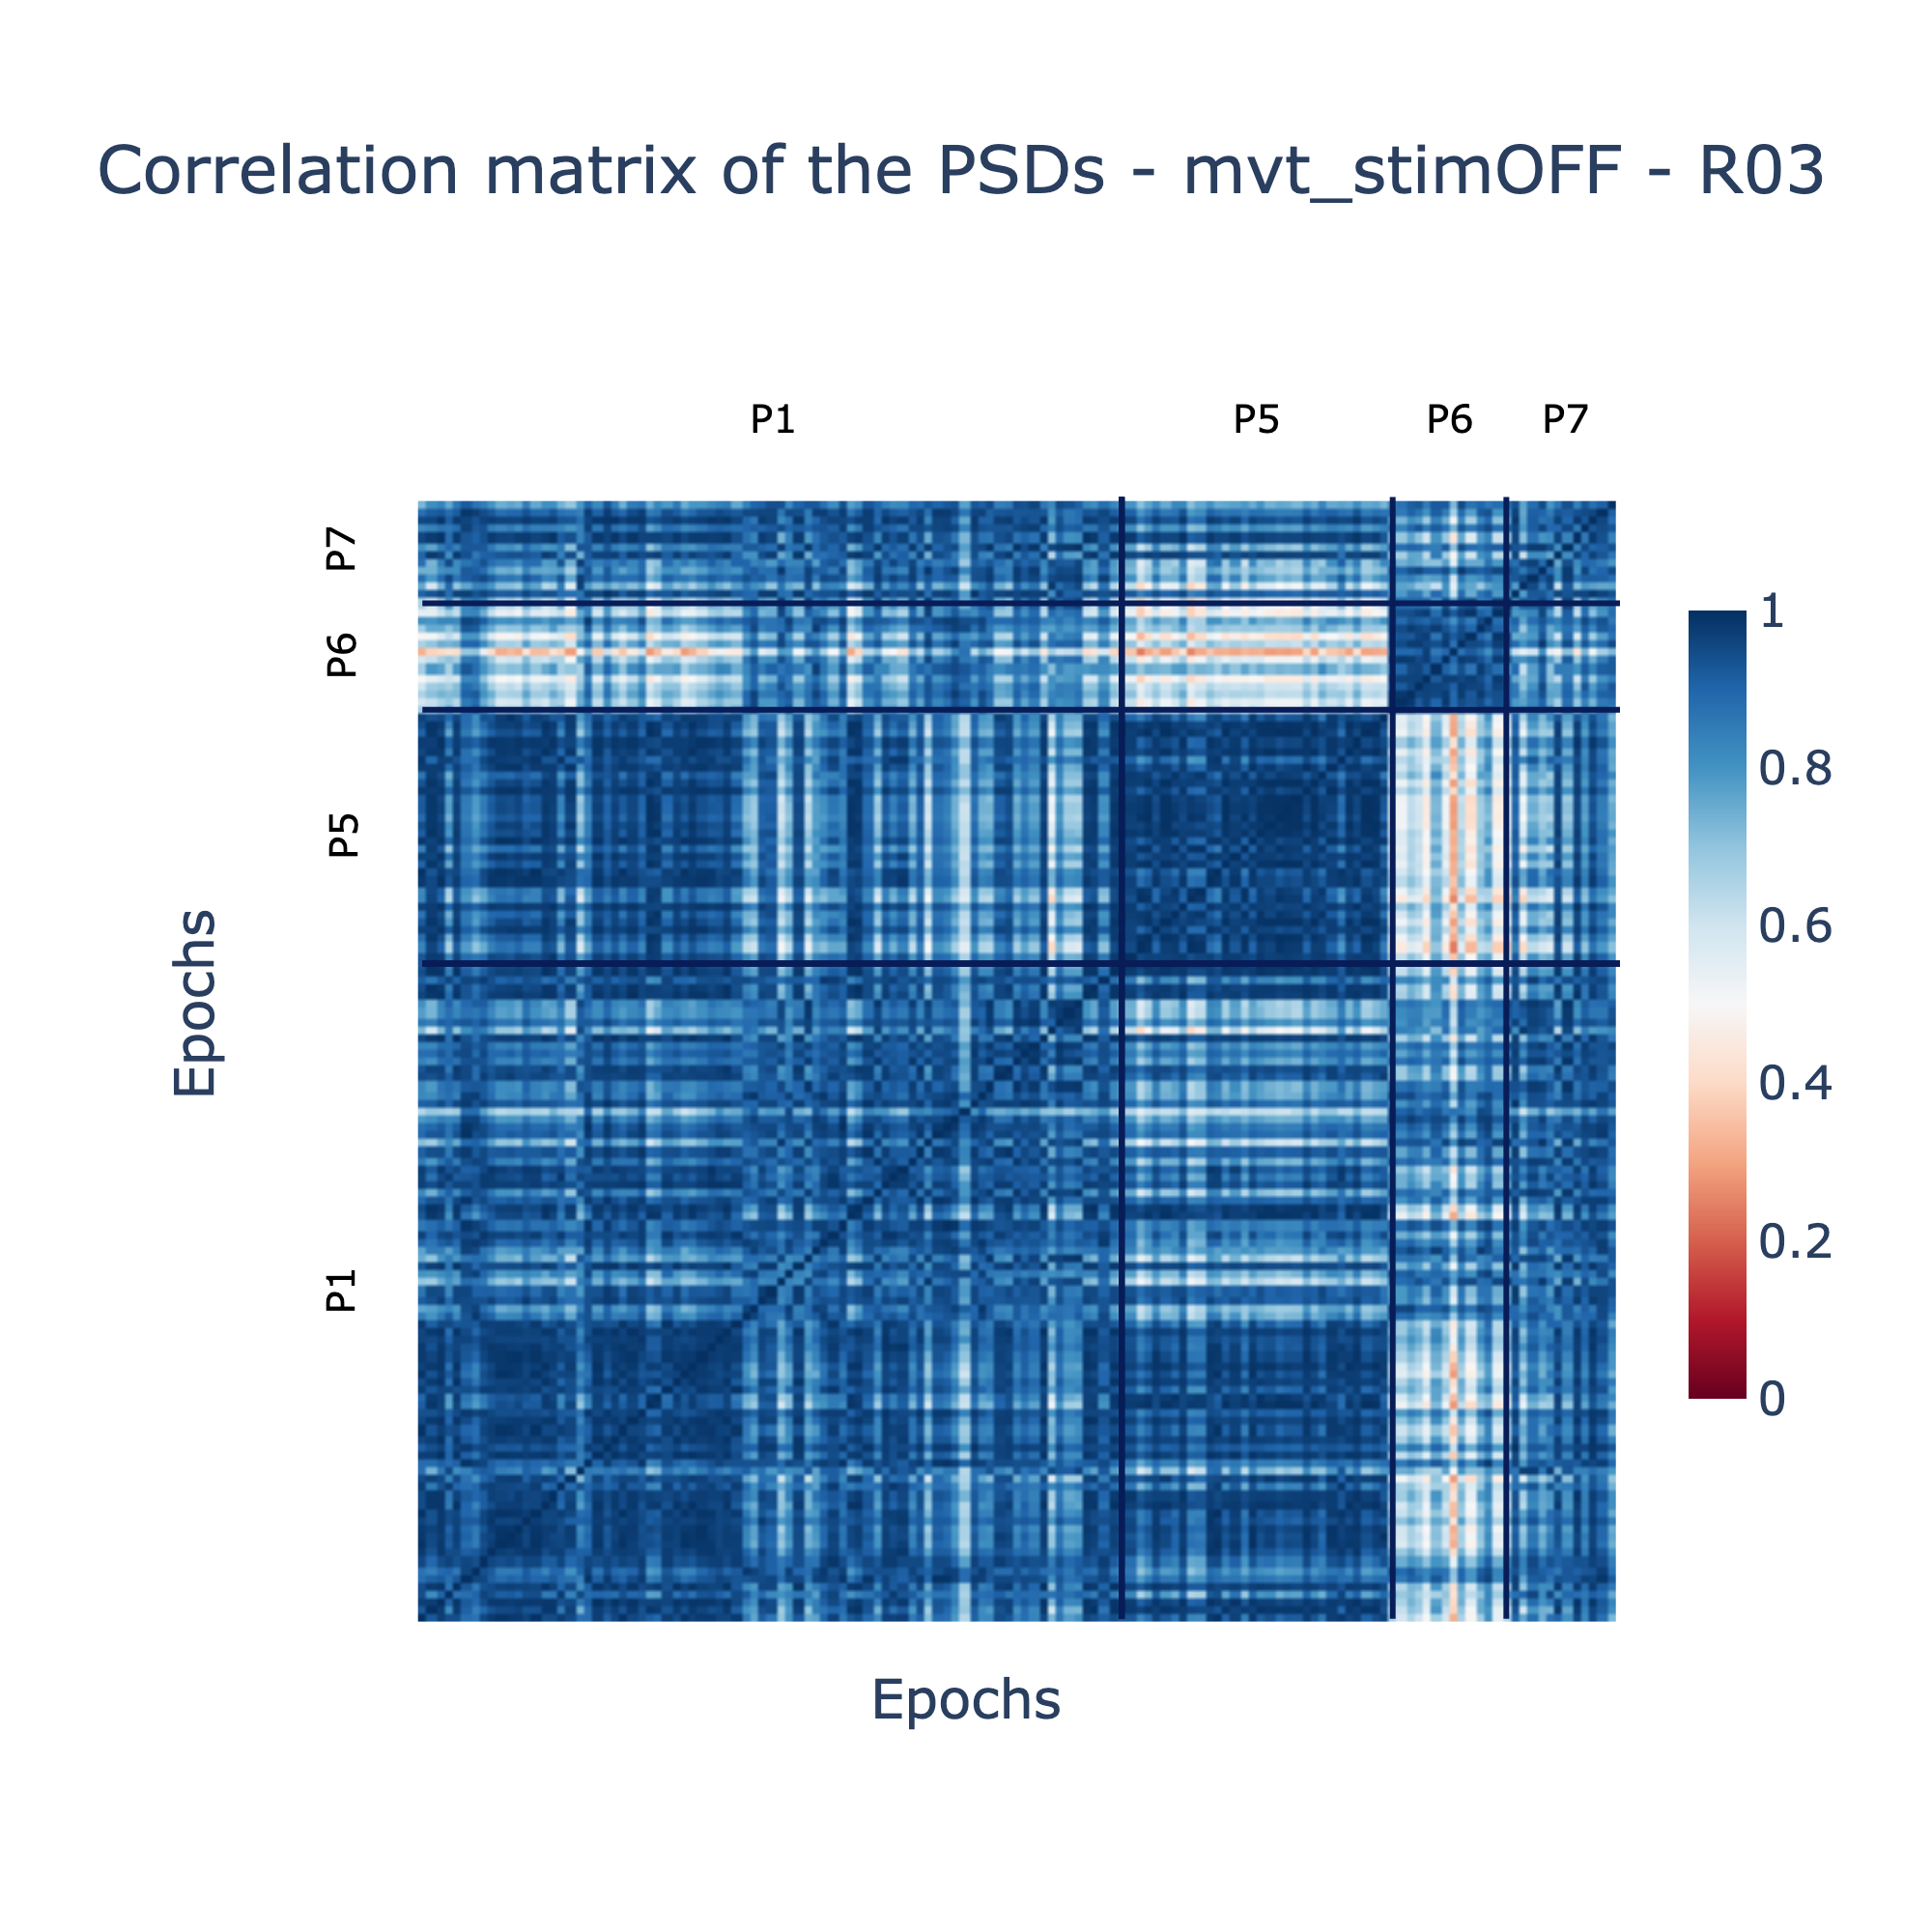 Correlation matrix of the PSDs - mvt_stimOFF - R03
P1 P5 P6 P7
P7
P6
P5
P1
Epochs
Epochs
1
0.8
0.6
0.4
0.2
0